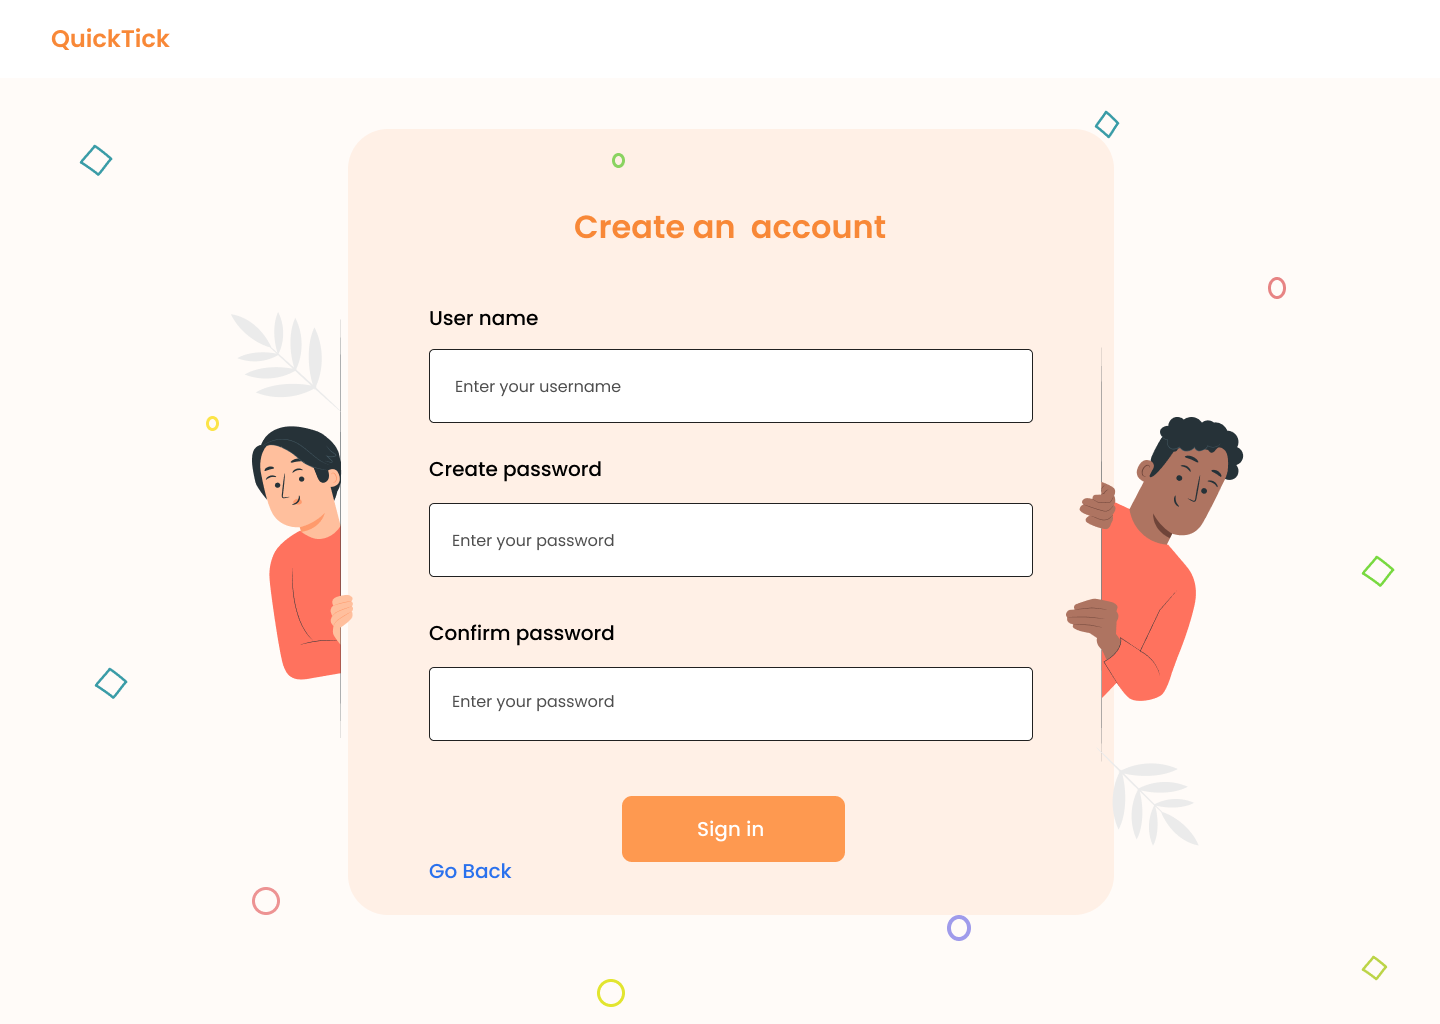 QuickTick
Create an  account
User name
Enter your username
Create password
Enter your password
Confirm password
Enter your password
Sign in
Go Back